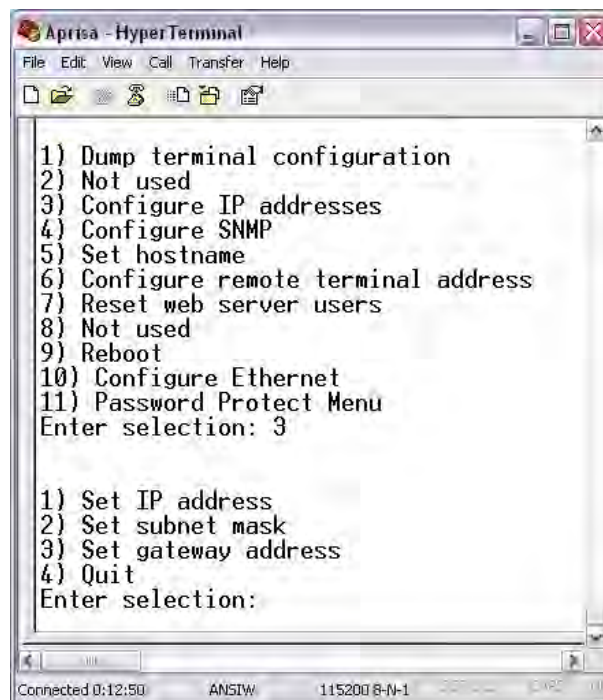 Aprisa - HyperTerminal
File Edit View Call Transfer Help
1) Dump terminal configuration
2) Not used
3) Configure IP addresses
4) Configure SNMP
5) Set hostname
6) Configure remote terminal address
7) Reset web server users
8) Not used
9) Reboot
10) Configure Ethernet
11) Password Protect Menu
Enter selection: 3
1) Set IP address
2) Set subnet mask
3) Set gateway address
4) Quit
Enter selection:
Connected 0:12:50 ANSIW 115200 8-N-1